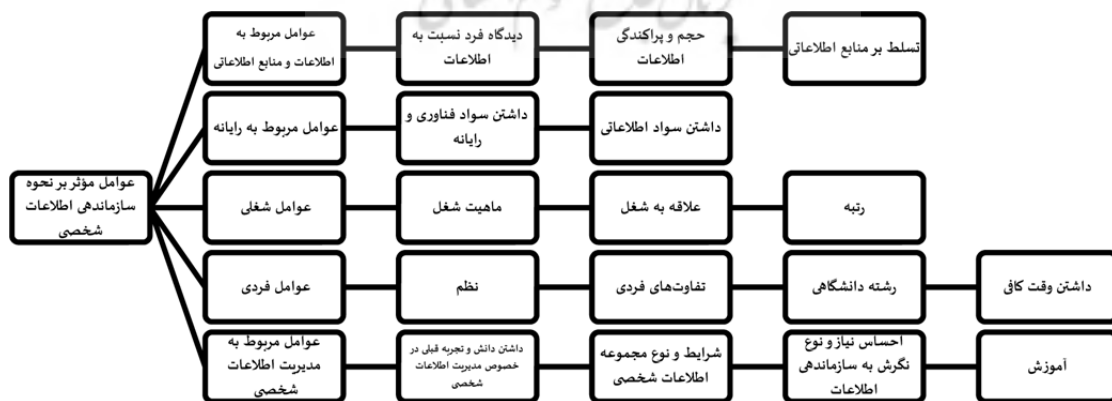 عوامل مؤثر بر نحوه
سازماندهی اطلاعات
شخصی
عوامل مربوط به
اطلاعات و منابع اطلاعاتی
دیدگاه فرد نسبت به
اطلاعات
حجم و پراکندگی
اطلاعات
تسلط بر منابع اطلاعاتی
عوامل مربوط به رایانه
داشتن سواد فناوری و
رایانه
داشتن سواد اطلاعاتی
عوامل شغلی
ماهیت شغل
علاقه به شغل
رتبه
عوامل فردی
نظم
تفاوت‌های فردی
رشته دانشگاهی
داشتن وقت کافی
عوامل مربوط به
مدیریت اطلاعات
شخصی
داشتن دانش و تجربه قبلی در
خصوص مدیریت اطلاعات
شخصی
شرایط و نوع مجموعه
اطلاعات شخصی
احساس نیاز و نوع
نگرش به سازماندهی
اطلاعات
آموزش